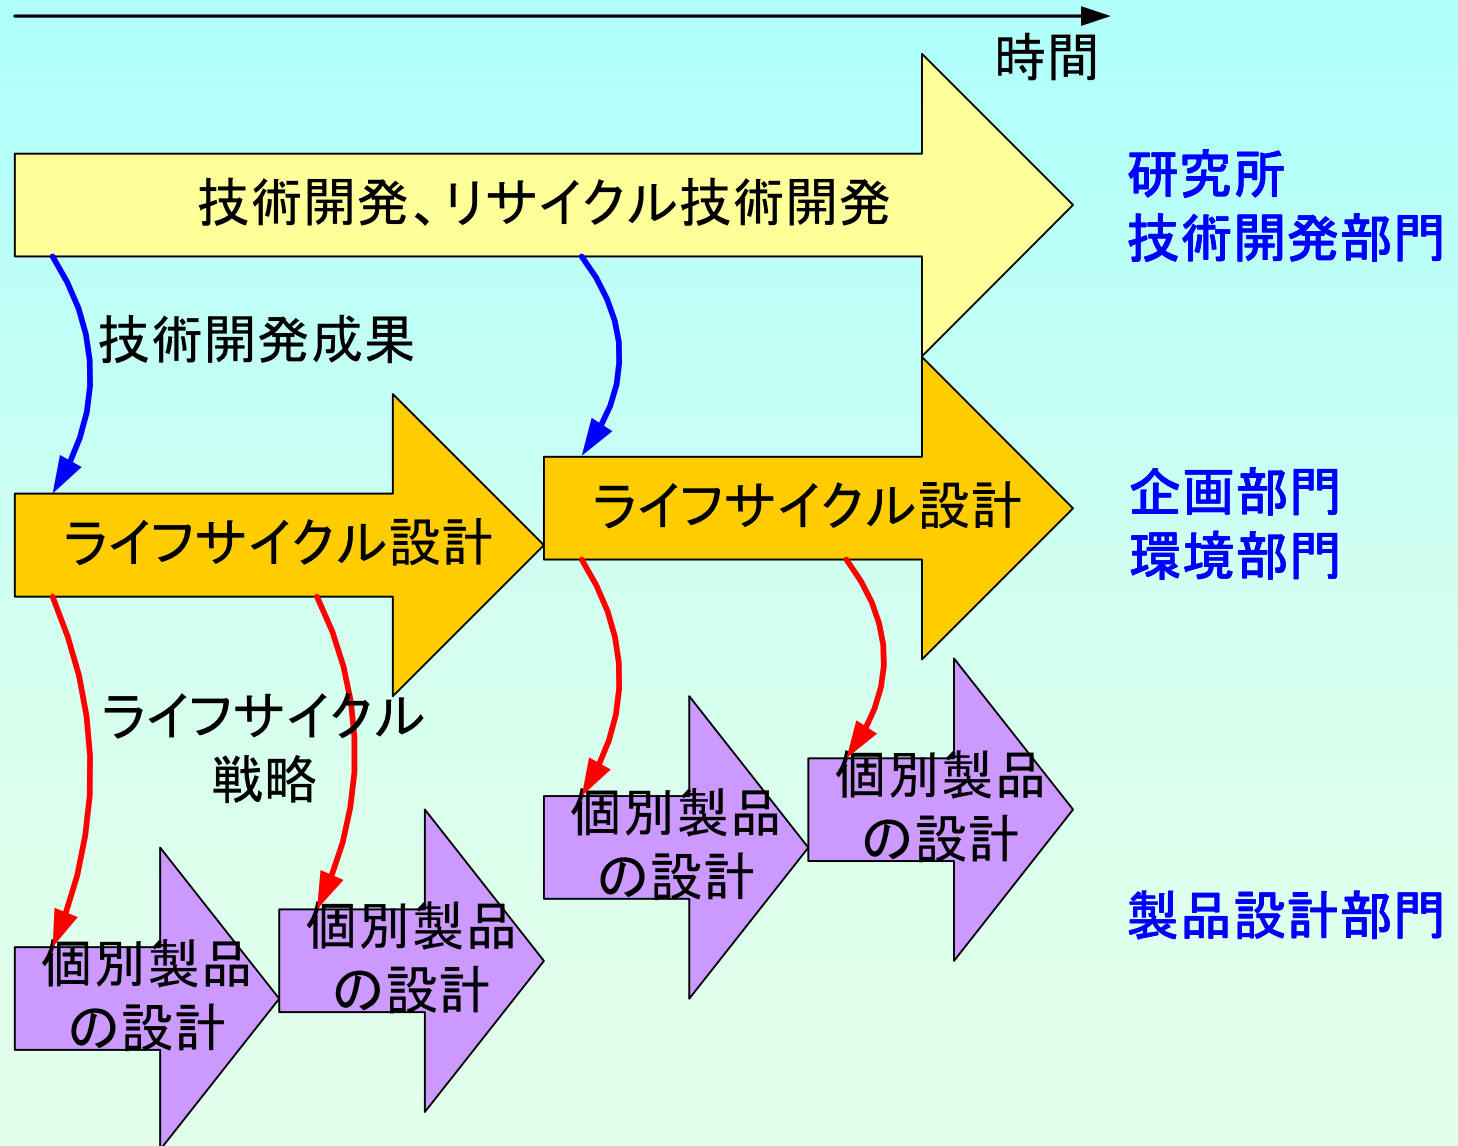 時間
技術開発、リサイクル技術開発
研究所
技術開発部門
技術開発成果
ライフサイクル設計
ライフサイクル設計
企画部門
環境部門
ライフサイクル
戦略
個別製品
の設計
個別製品
の設計
個別製品
の設計
個別製品
の設計
製品設計部門